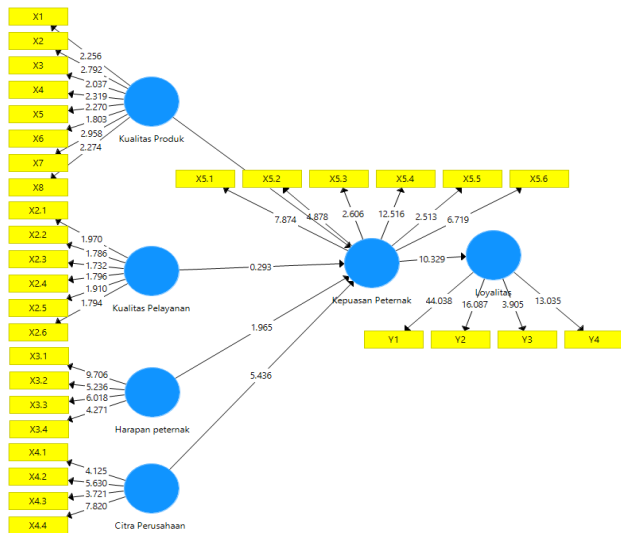 X1
X2
X3
X4
X5
X6
X7
X8
2.256
2.792
2.037
2.319
2.270
1.803
2.958
2.274
Kualitas Produk
X2.1
X2.2
X2.3
X2.4
X2.5
X2.6
1.970
1.786
1.732
1.796
1.910
1.794
Kualitas Pelayanan
X3.1
X3.2
X3.3
X3.4
9.706
5.236
6.018
4.271
Harapan peternak
X4.1
X4.2
X4.3
X4.4
4.125
5.630
3.721
7.820
Citra Perusahaan
0.293
1.965
5.436
X5.1
X5.2
X5.3
X5.4
X5.5
X5.6
7.874
4.878
2.606
12.516
2.513
6.719
Kepuasan Peternak
10.329
Loyalitas
44.038
16.087
3.905
13.035
Y1
Y2
Y3
Y4